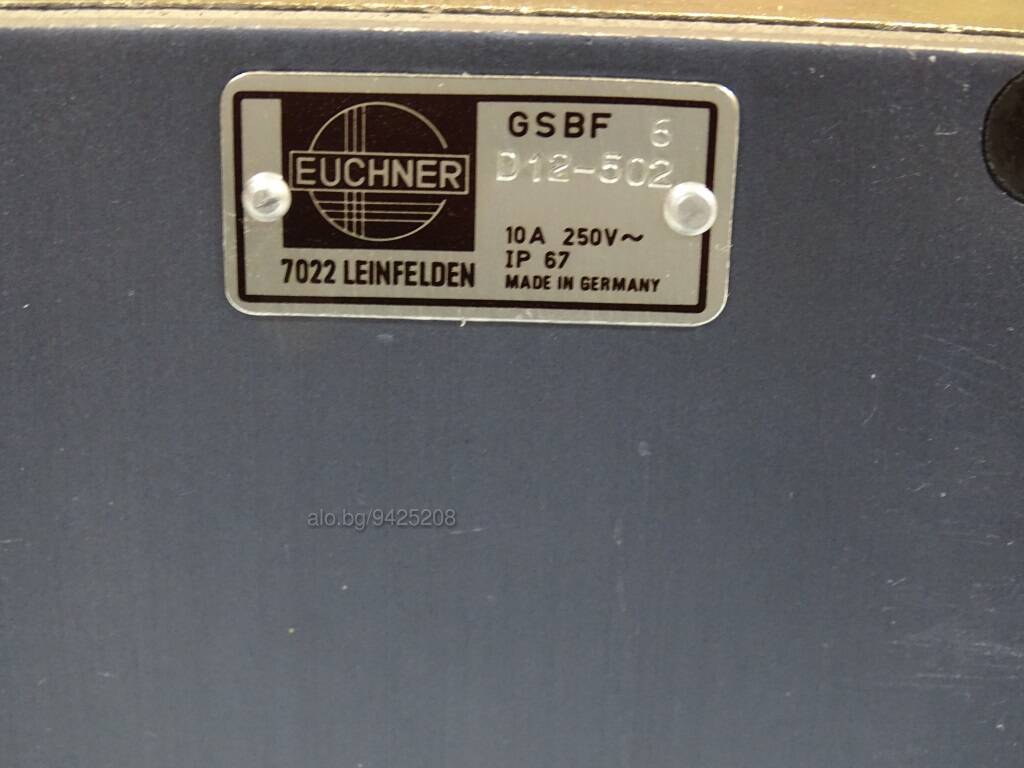 EUCHNER
7022 LEINFELDEN
GSBF 6
D12-502
10A 250V~
IP 67
MADE IN GERMANY
alo.bg/9425208